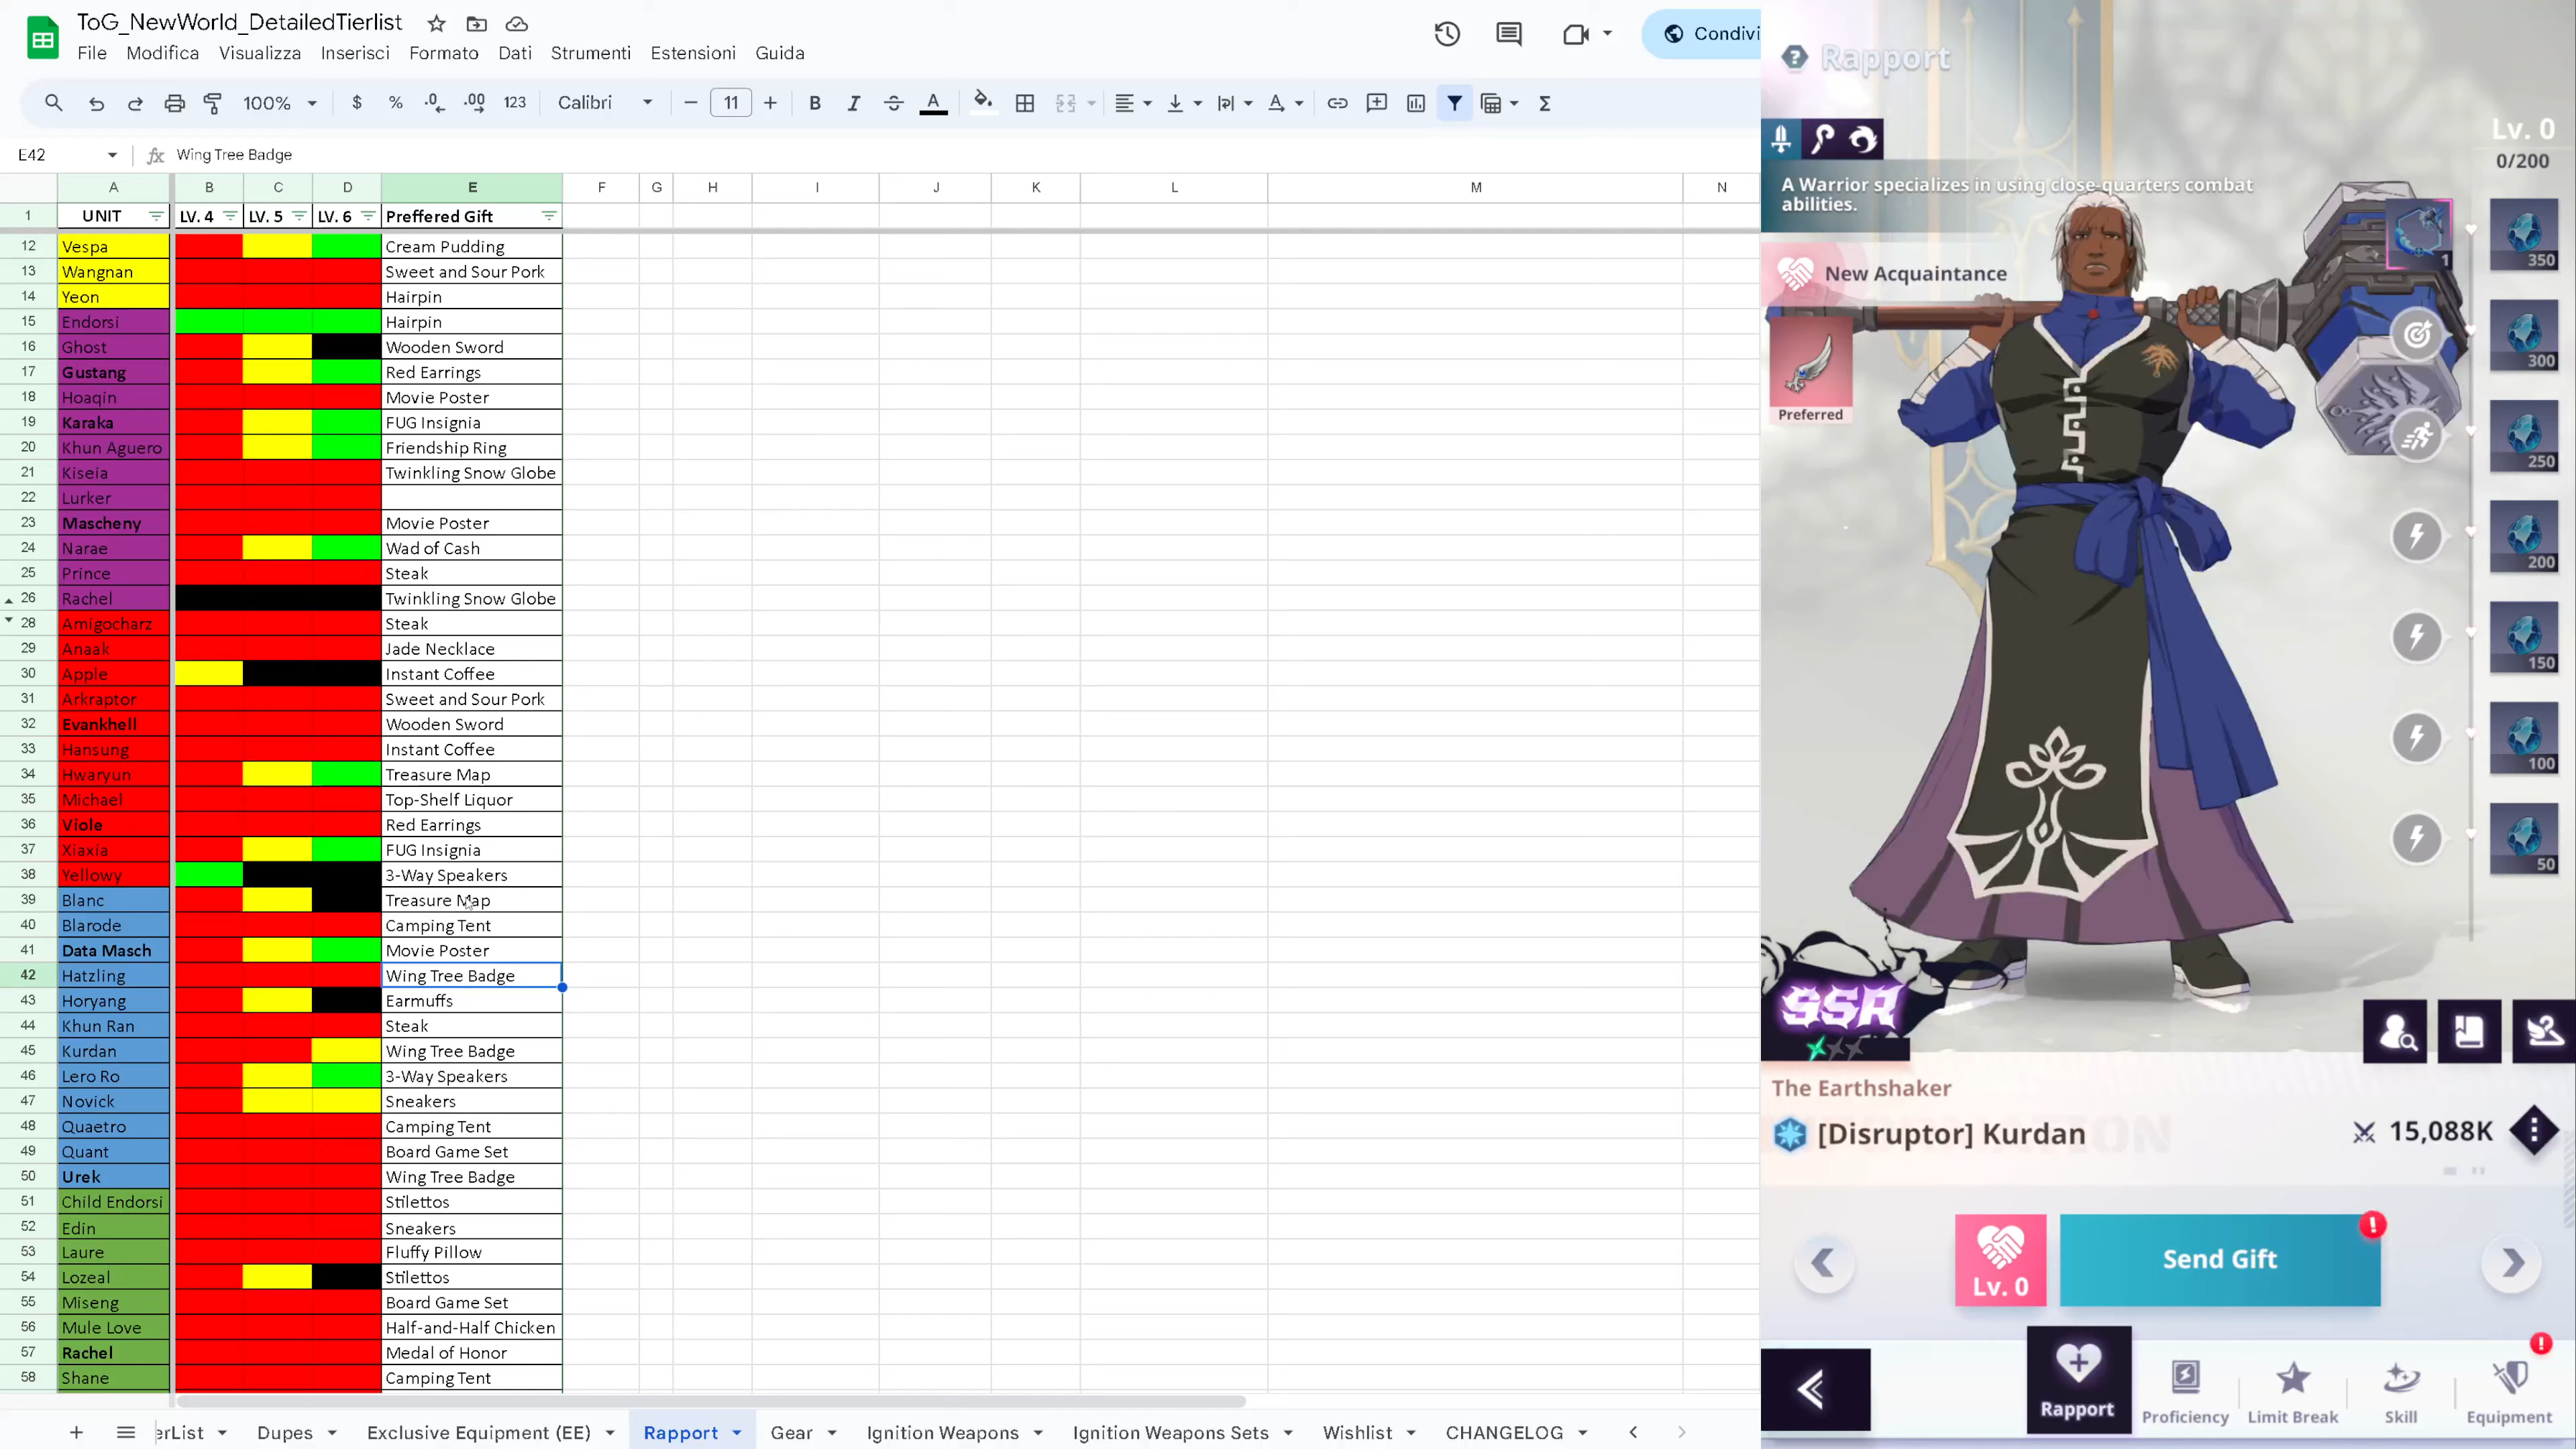 ToG_NewWorld_DetailedTierlist
File Modifica Visualizza Inserisci Formato Dati Strumenti Estensioni Guida
Condivi
100% $ % .0 .00 123 Calibri 11
E42 fx Wing Tree Badge
A B C D E F G H I J K L M N
1 UNIT LV. 4 LV. 5 LV. 6 Preffered Gift
12 Vespa Cream Pudding
13 Wangnan Sweet and Sour Pork
14 Yeon Hairpin
15 Endorsi Hairpin
16 Ghost Wooden Sword
17 Gustang Red Earrings
18 Hoaqin Movie Poster
19 Karaka FUG Insignia
20 Khun Aguero Friendship Ring
21 Kiseia Twinkling Snow Globe
22 Lurker
23 Mascheny Movie Poster
24 Narae Wad of Cash
25 Prince Steak
26 Rachel Twinkling Snow Globe
28 Amigocharz Steak
29 Anaak Jade Necklace
30 Apple Instant Coffee
31 Arkraptor Sweet and Sour Pork
32 Evankhell Wooden Sword
33 Hansung Instant Coffee
34 Hwaryun Treasure Map
35 Michael Top-Shelf Liquor
36 Viole Red Earrings
37 Xiaxia FUG Insignia
38 Yellowy 3-Way Speakers
39 Blanc Treasure Map
40 Blarode Camping Tent
41 Data Masch Movie Poster
42 Hatzling Wing Tree Badge
43 Horyang Earmuffs
44 Khun Ran Steak
45 Kurdan Wing Tree Badge
46 Lero Ro 3-Way Speakers
47 Novick Sneakers
48 Quaetro Camping Tent
49 Quant Board Game Set
50 Urek Wing Tree Badge
51 Child Endorsi Stilettos
52 Edin Sneakers
53 Laure Fluffy Pillow
54 Lozeal Stilettos
55 Miseng Board Game Set
56 Mule Love Half-and-Half Chicken
57 Rachel Medal of Honor
58 Shane Camping Tent
erList Dupes Exclusive Equipment (EE) Rapport Gear Ignition Weapons Ignition Weapons Sets Wishlist CHANGELOG
? Rapport
Lv. 0
0/200
A Warrior specializes in using close-quarters combat
abilities.
New Acquaintance
Preferred
1
350
300
250
200
150
100
50
SSR
The Earthshaker
[Disruptor] Kurdan
15,088K
Lv. 0
Send Gift
Rapport Proficiency Limit Break Skill Equipment